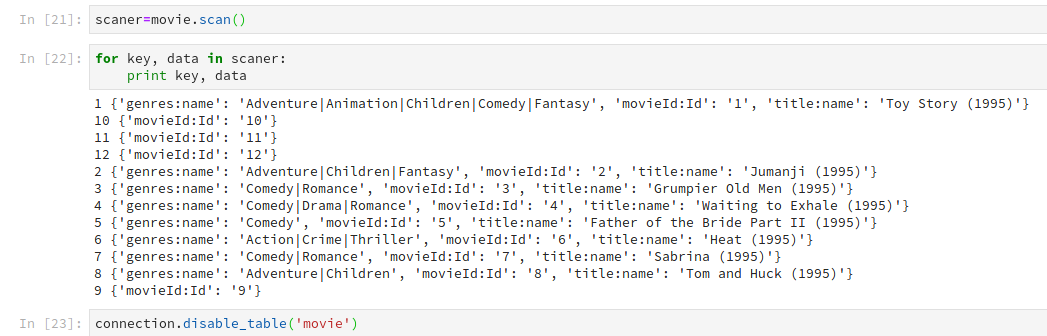 In [21]: scaner=movie.scan()
In [22]: for key, data in scaner:
    print key, data
1 {'genres:name': 'Adventure|Animation|Children|Comedy|Fantasy', 'movieId:Id': '1', 'title:name': 'Toy Story (1995)'}
10 {'movieId:Id': '10'}
11 {'movieId:Id': '11'}
12 {'movieId:Id': '12'}
2 {'genres:name': 'Adventure|Children|Fantasy', 'movieId:Id': '2', 'title:name': 'Jumanji (1995)'}
3 {'genres:name': 'Comedy|Romance', 'movieId:Id': '3', 'title:name': 'Grumpier Old Men (1995)'}
4 {'genres:name': 'Comedy|Drama|Romance', 'movieId:Id': '4', 'title:name': 'Waiting to Exhale (1995)'}
5 {'genres:name': 'Comedy', 'movieId:Id': '5', 'title:name': 'Father of the Bride Part II (1995)'}
6 {'genres:name': 'Action|Crime|Thriller', 'movieId:Id': '6', 'title:name': 'Heat (1995)'}
7 {'genres:name': 'Comedy|Romance', 'movieId:Id': '7', 'title:name': 'Sabrina (1995)'}
8 {'genres:name': 'Adventure|Children', 'movieId:Id': '8', 'title:name': 'Tom and Huck (1995)'}
9 {'movieId:Id': '9'}
In [23]: connection.disable_table('movie')